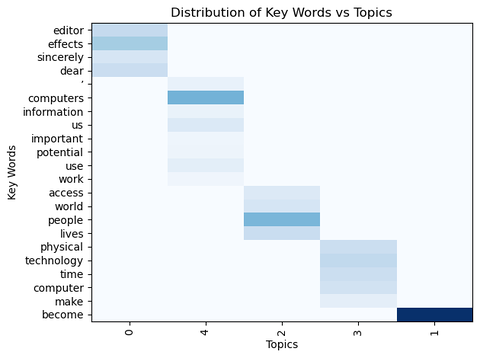 Distribution of Key Words vs Topics
Key Words
editor
effects
sincerely
dear
’
computers
information
us
important
potential
use
work
access
world
people
lives
physical
technology
time
computer
make
become
0 4 2 3 1
Topics